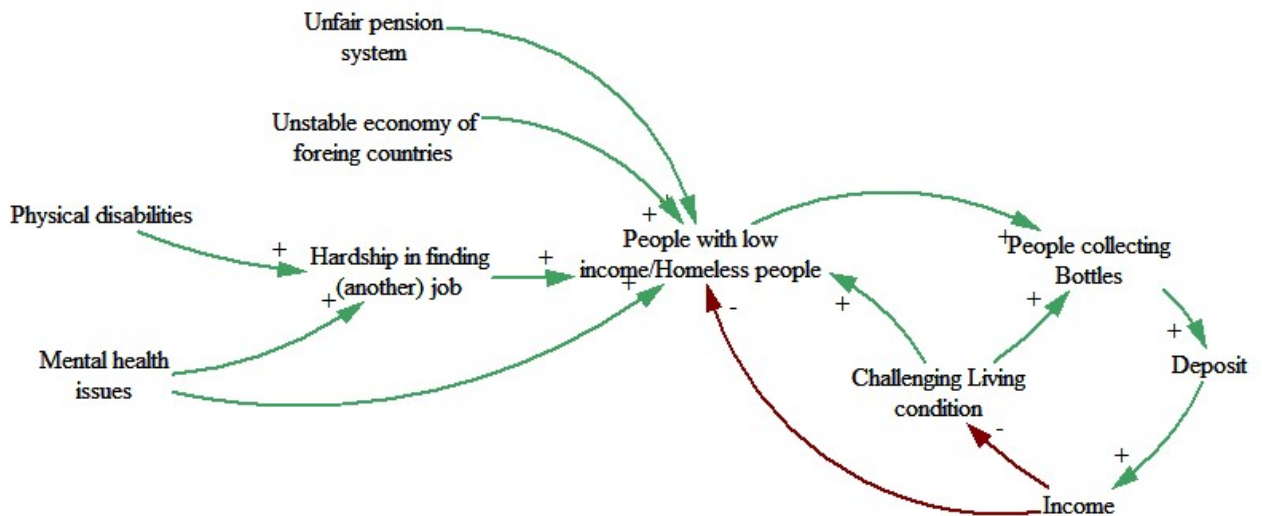 Unfair pension
system
Unstable economy of
foreing countries
Physical disabilities
+
Hardship in finding
(another) job
+
Mental health
issues
+
+
People with low
income/Homeless people
+
+
People collecting
Bottles
+
+
+
Deposit
Challenging Living
condition
-
-
+
Income